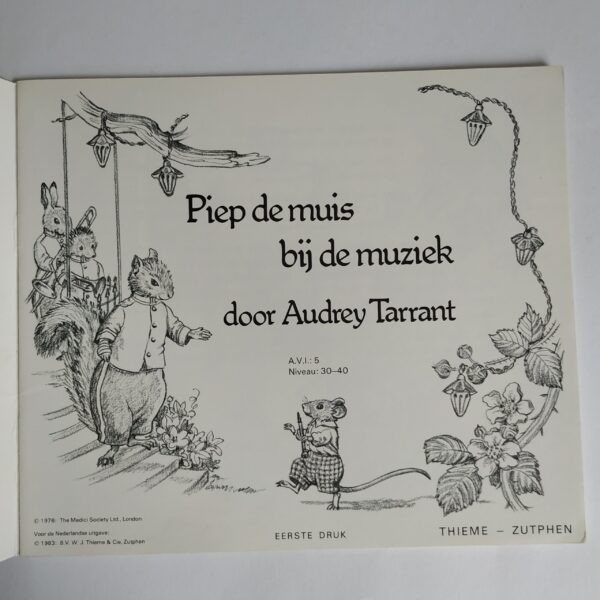 Piep de muis
bij de muziek
door Audrey Tarrant
A.V.I.: 5
Niveau: 30-40
© 1976: The Medici Society Ltd., London.
Voor de Nederlandse uitgave:
© 1983: B.V. W. J. Thieme & Cie, Zutphen
EERSTE DRUK
THIEME – ZUTPHEN